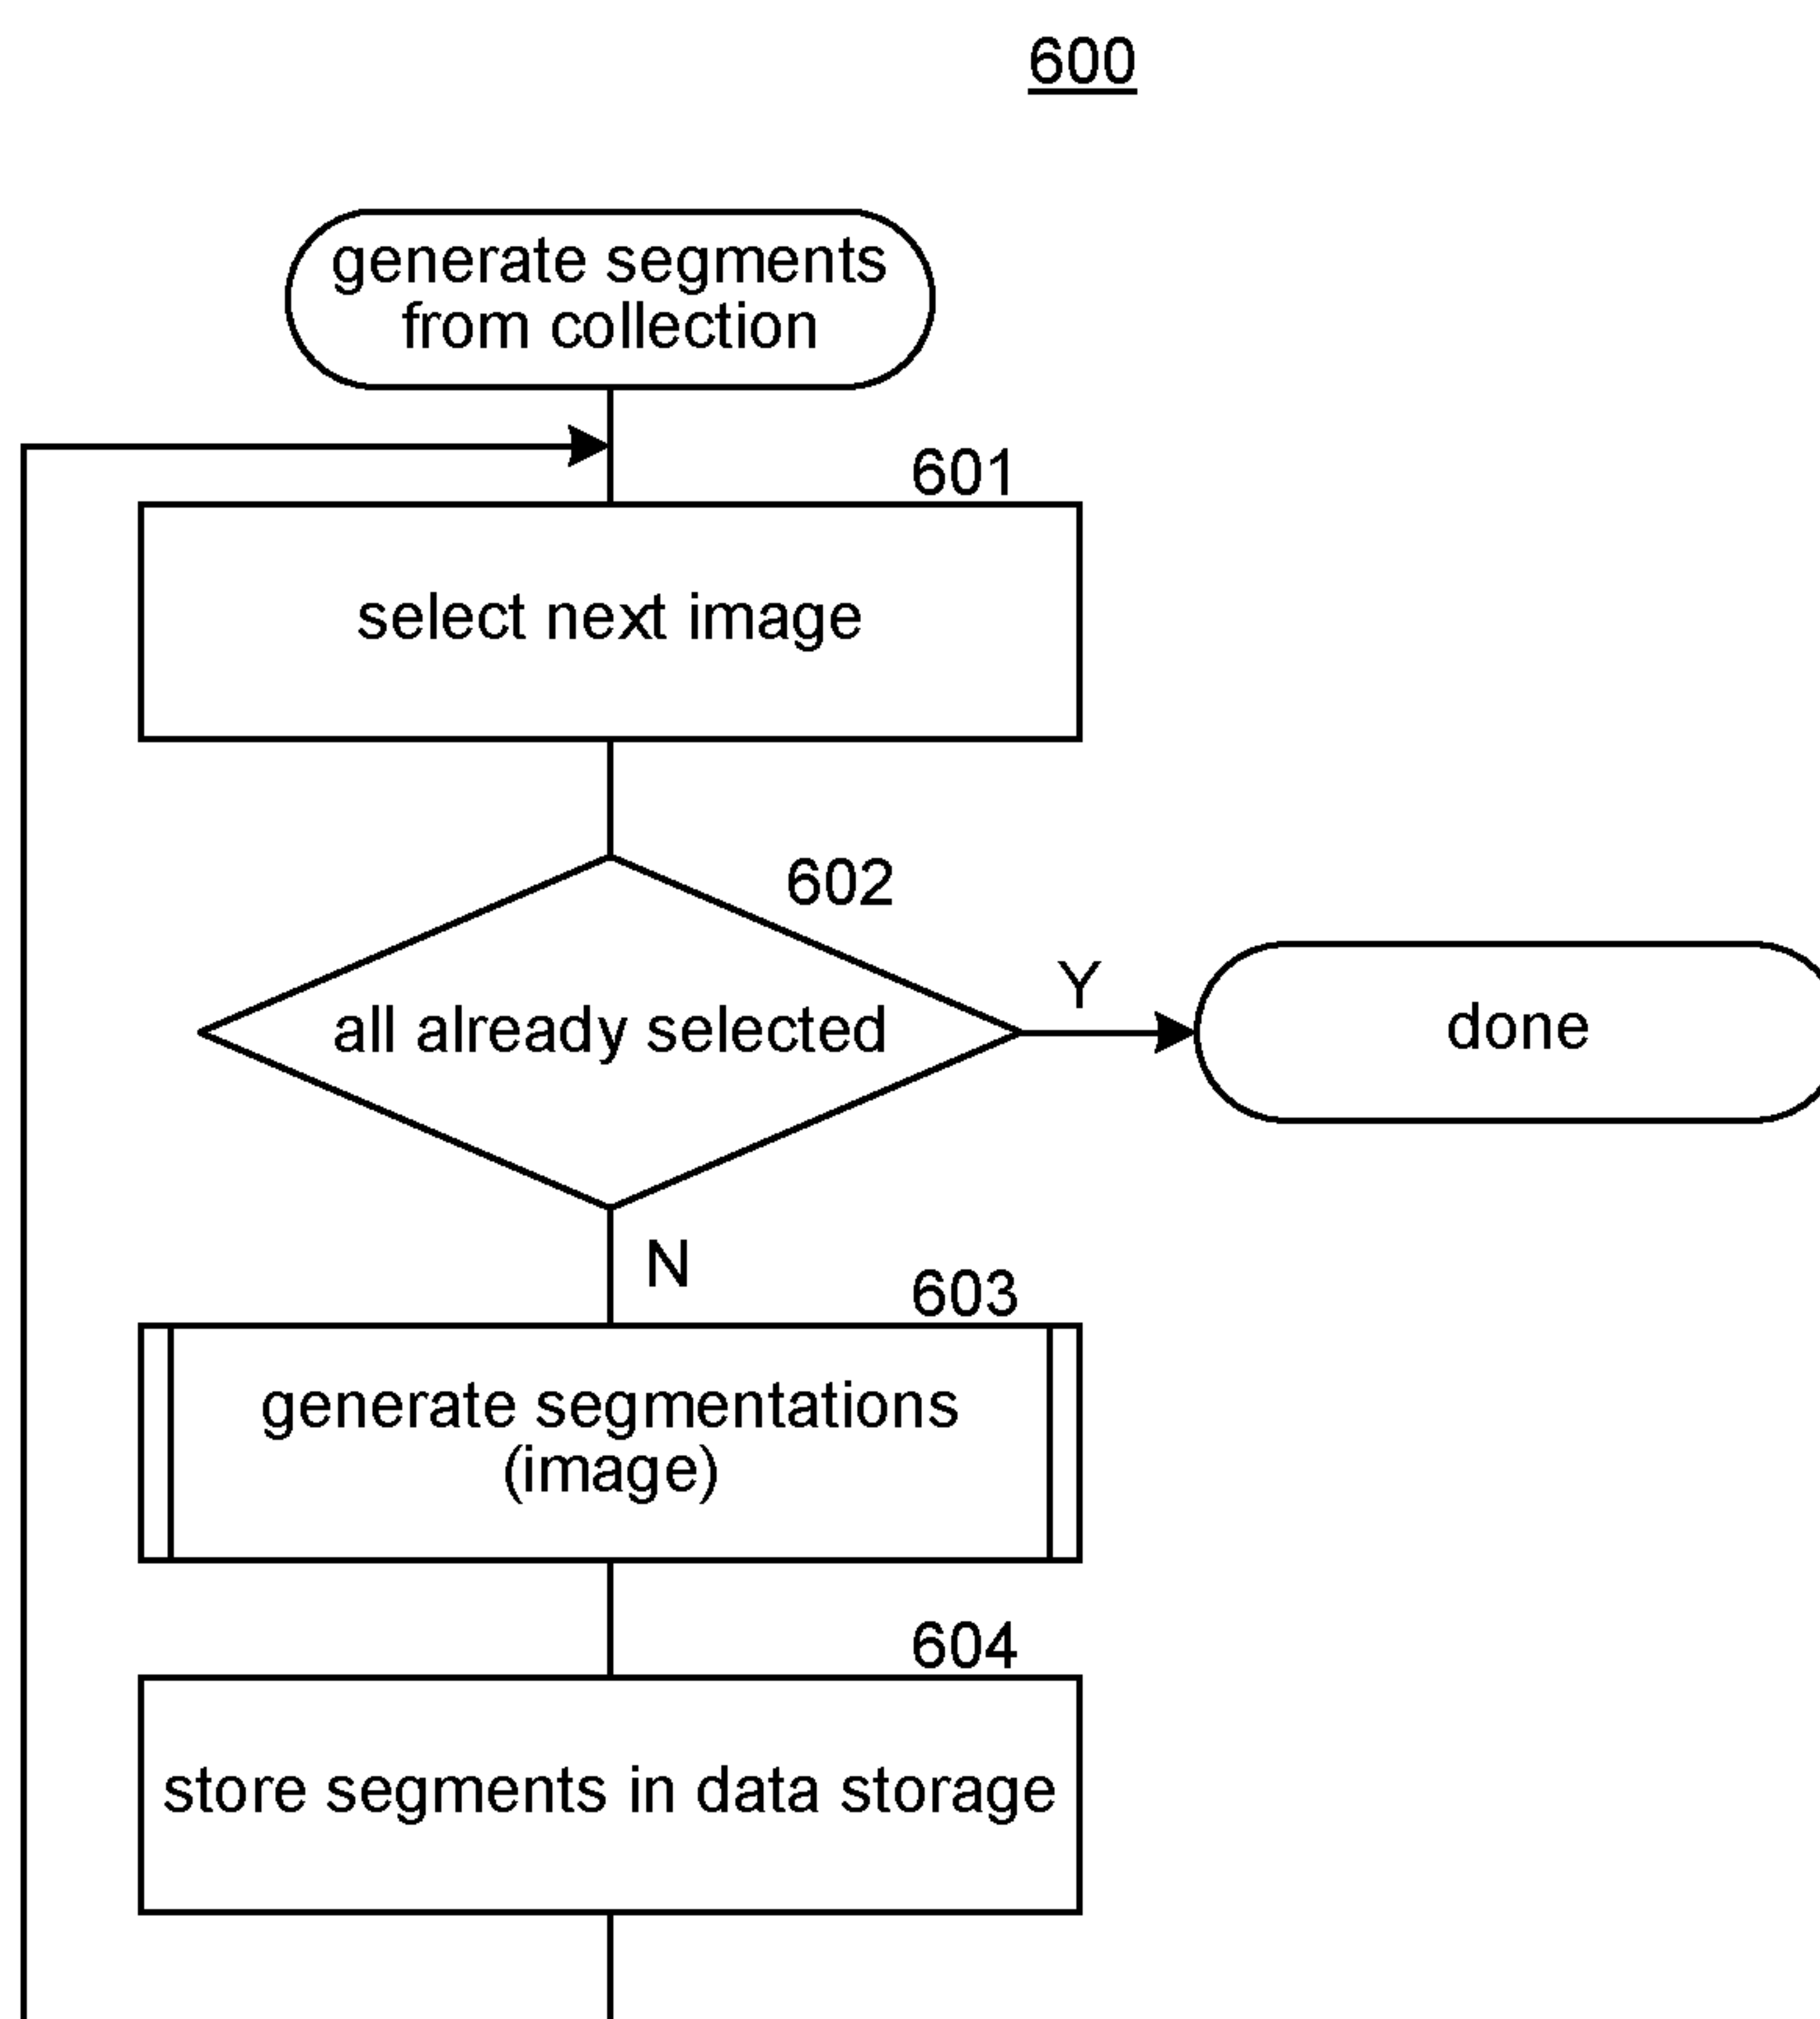 600
generate segments
from collection
601
select next image
602
all already selected
Y
done
N
603
generate segmentations
(image)
604
store segments in data storage